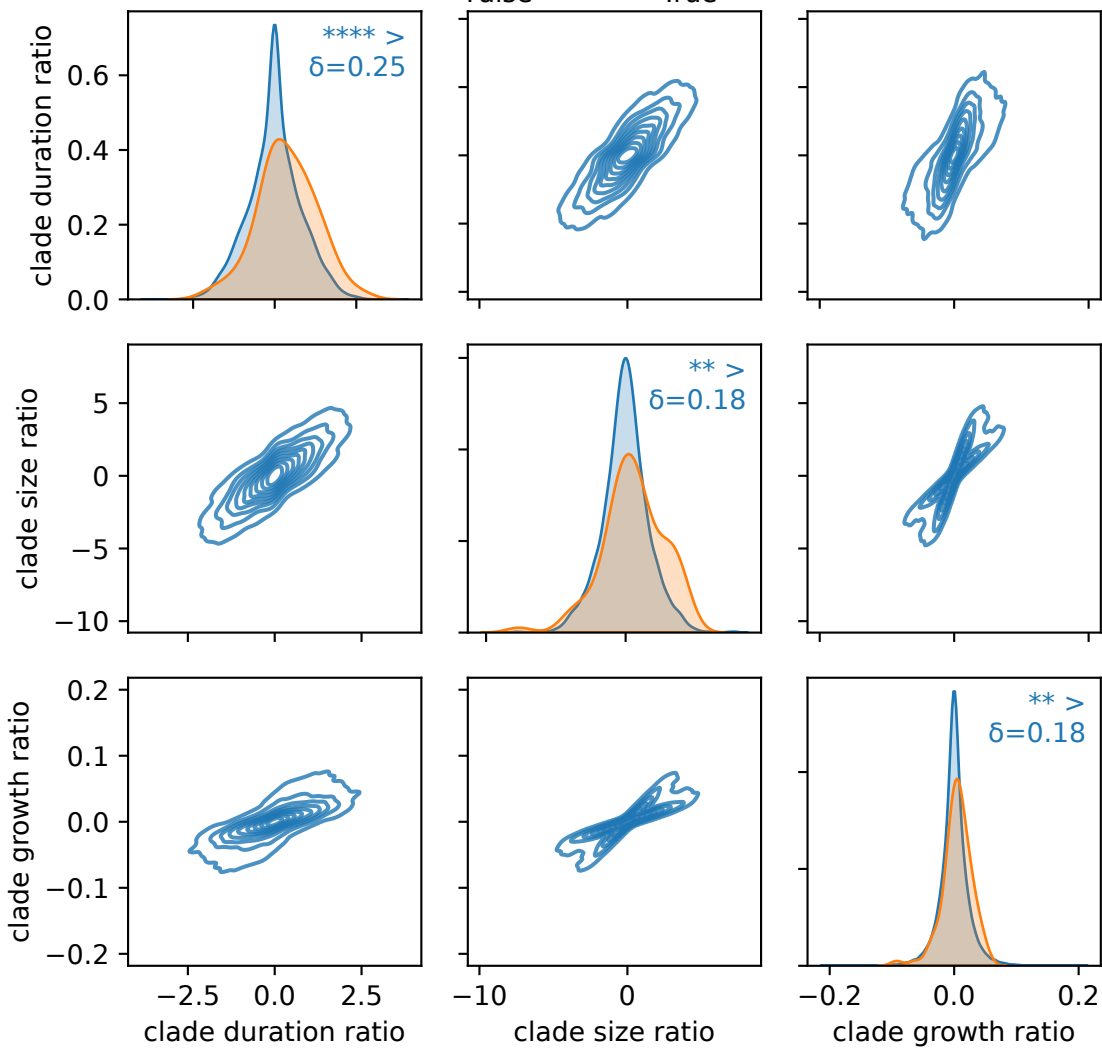 True
clade duration ratio
0.6
0.4
0.2
0.0
**** >
δ=0.25
clade size ratio
5
0
−5
−10
** >
δ=0.18
clade growth ratio
0.2
0.1
0.0
−0.1
−0.2
** >
δ=0.18
−2.5 0.0 2.5
−10 0
−0.2 0.0 0.2
clade duration ratio
clade size ratio
clade growth ratio